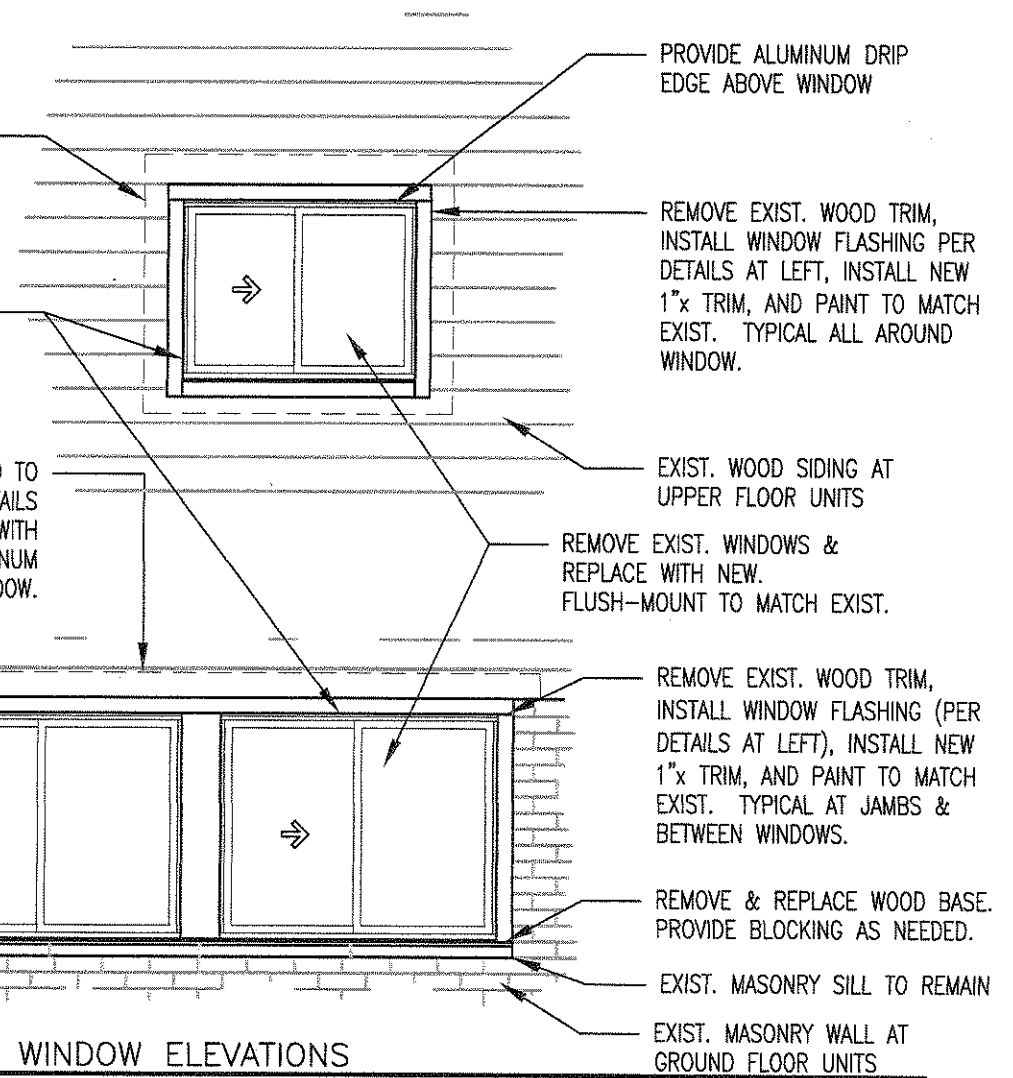 PROVIDE ALUMINUM DRIP
EDGE ABOVE WINDOW
REMOVE EXIST. WOOD TRIM,
INSTALL WINDOW FLASHING PER
DETAILS AT LEFT, INSTALL NEW
1"x TRIM, AND PAINT TO MATCH
EXIST. TYPICAL ALL AROUND
WINDOW.
EXIST. WOOD SIDING AT
UPPER FLOOR UNITS
TO
WITH
REMOVE EXIST. WINDOWS &
REPLACE WITH NEW.
FLUSH-MOUNT TO MATCH EXIST.
REMOVE EXIST. WOOD TRIM,
INSTALL WINDOW FLASHING (PER
DETAILS AT LEFT), INSTALL NEW
1"x TRIM, AND PAINT TO MATCH
EXIST. TYPICAL AT JAMBS &
BETWEEN WINDOWS.
REMOVE & REPLACE WOOD BASE.
PROVIDE BLOCKING AS NEEDED.
EXIST. MASONRY SILL TO REMAIN
EXIST. MASONRY WALL AT
GROUND FLOOR UNITS
WINDOW ELEVATIONS